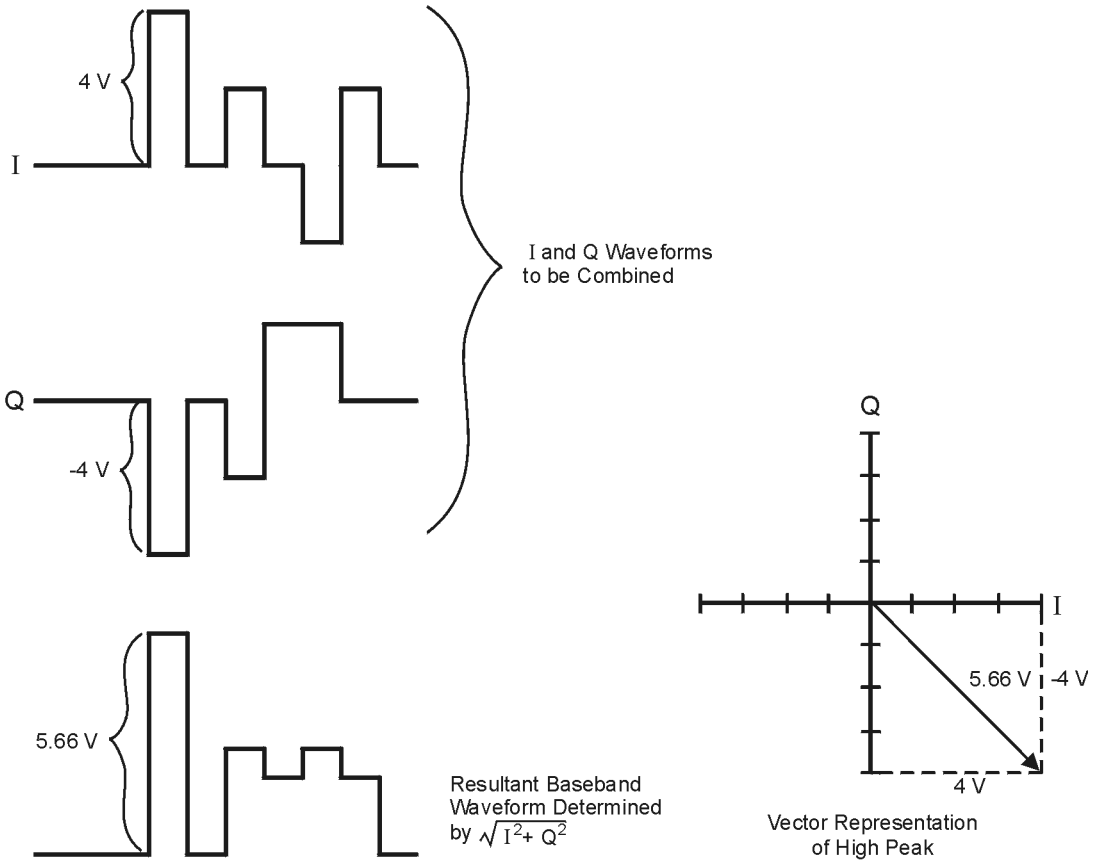 4 V
I
I and Q Waveforms
to be Combined
Q
-4 V
Q
I
5.66 V
-4 V
4 V
5.66 V
Resultant Baseband
Waveform Determined
by √I²+ Q²
Vector Representation
of High Peak